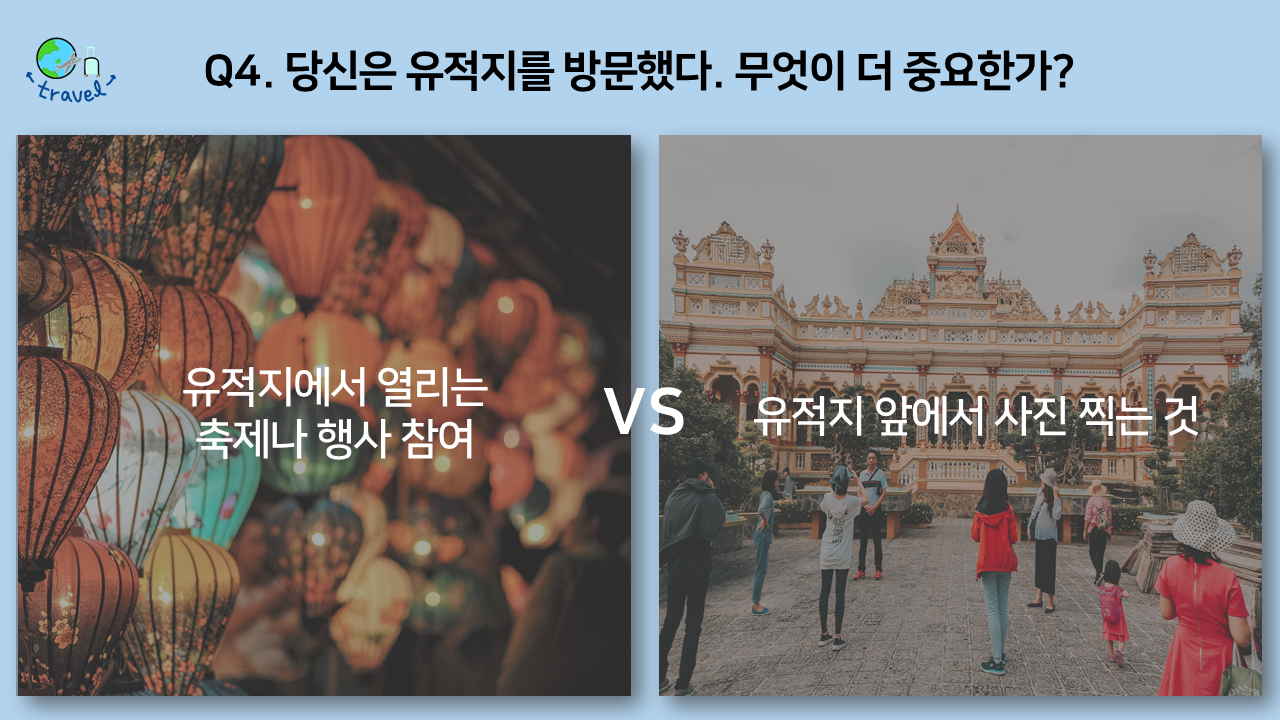 travel
Q4. 당신은 유적지를 방문했다. 무엇이 더 중요한가?
유적지에서 열리는
축제나 행사 참여
VS
유적지 앞에서 사진 찍는 것